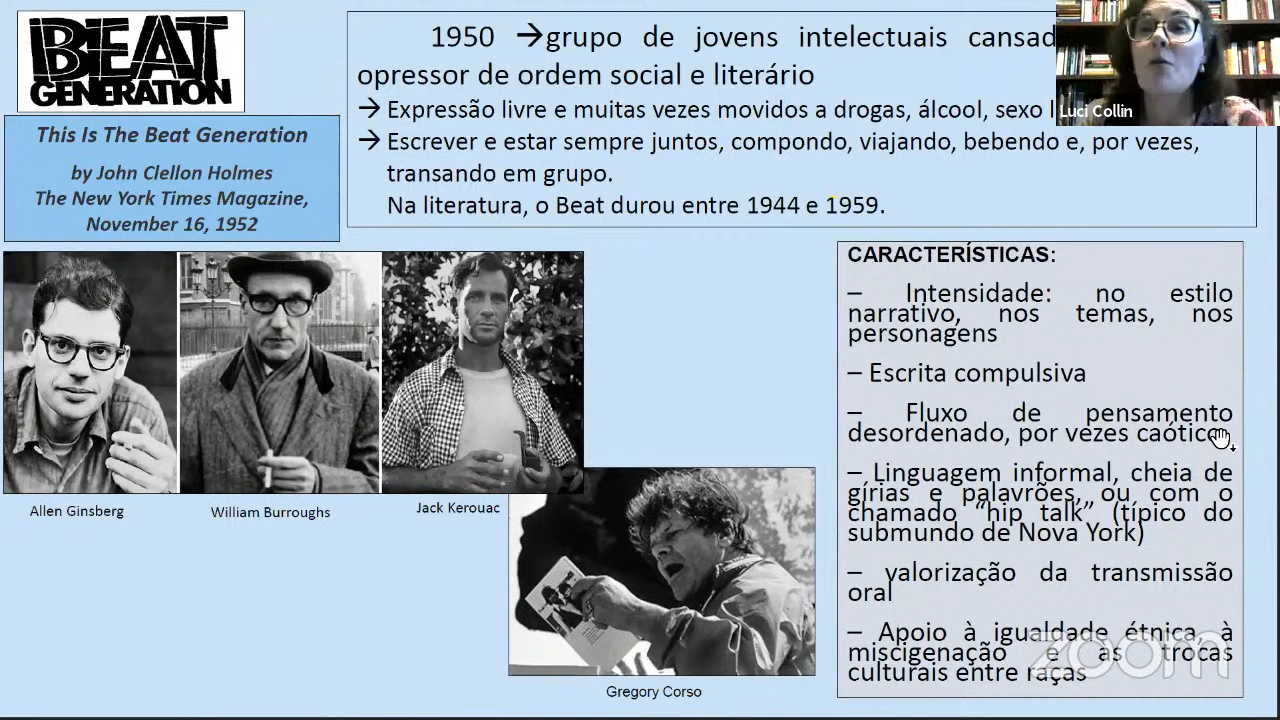 BEAT
GENERATION
This Is The Beat Generation
by John Clellon Holmes
The New York Times Magazine,
November 16, 1952
1950 → grupo de jovens intelectuais
opressor de ordem social e literário
→ Expressão livre e muitas vezes movidos a drogas, álcool, sexo
→ Escrever e estar sempre juntos, compondo, viajando, bebendo e, por vezes,
transando em grupo.
Na literatura, o Beat durou entre 1944 e 1959.
Luci Collin
Allen Ginsberg
William Burroughs
Jack Kerouac
Gregory Corso
CARACTERÍSTICAS:
– Intensidade: no estilo
narrativo, nos temas, nos
personagens
– Escrita compulsiva
– Fluxo de pensamento
desordenado, por vezes
– Linguagem informal, cheia de
gírias e palavrões, ou com o
chamado “hip talk” (típico do
submundo de Nova York)
– valorização da transmissão
oral
– Apoio à igualdade étnica, à
miscigenação e às trocas
culturais entre raças
zoom